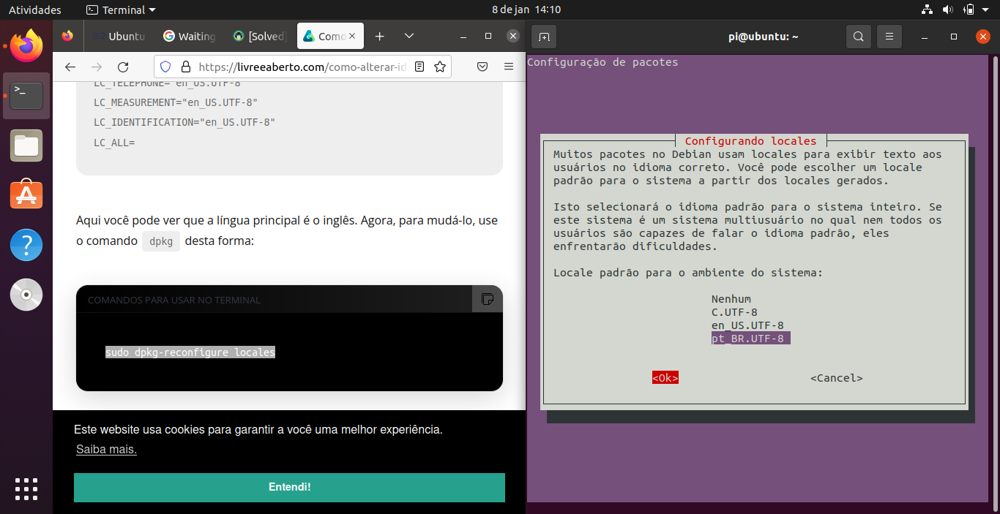 Atividades
Terminal
8 de jan 14:10
Ubuntu
Waiting
[Solved]
Como
pi@ubuntu: ~
https://livreeaberto.com/como-alterar-id
LC_TELEPHONE="en_US.UTF-8"
LC_MEASUREMENT="en_US.UTF-8"
LC_IDENTIFICATION="en_US.UTF-8"
LC_ALL=
Aqui você pode ver que a língua principal é o inglês. Agora, para mudá-lo, use
o comando dpkg desta forma:
COMANDOS PARA USAR NO TERMINAL
sudo dpkg-reconfigure locales
Este website usa cookies para garantir a você uma melhor experiência.
Saiba mais.
Entendi!
Configuração de pacotes
Configurando locales
Muitos pacotes no Debian usam locales para exibir texto aos
usuários no idioma correto. Você pode escolher um locale
padrão para o sistema a partir dos locales gerados.
Isto selecionará o idioma padrão para o sistema inteiro. Se
este sistema é um sistema multiusuário no qual nem todos os
usuários são capazes de falar o idioma padrão, eles
enfrentarão dificuldades.
Locale padrão para o ambiente do sistema:
Nenhum
C.UTF-8
en_US.UTF-8
pt_BR.UTF-8
<Ok> <Cancel>